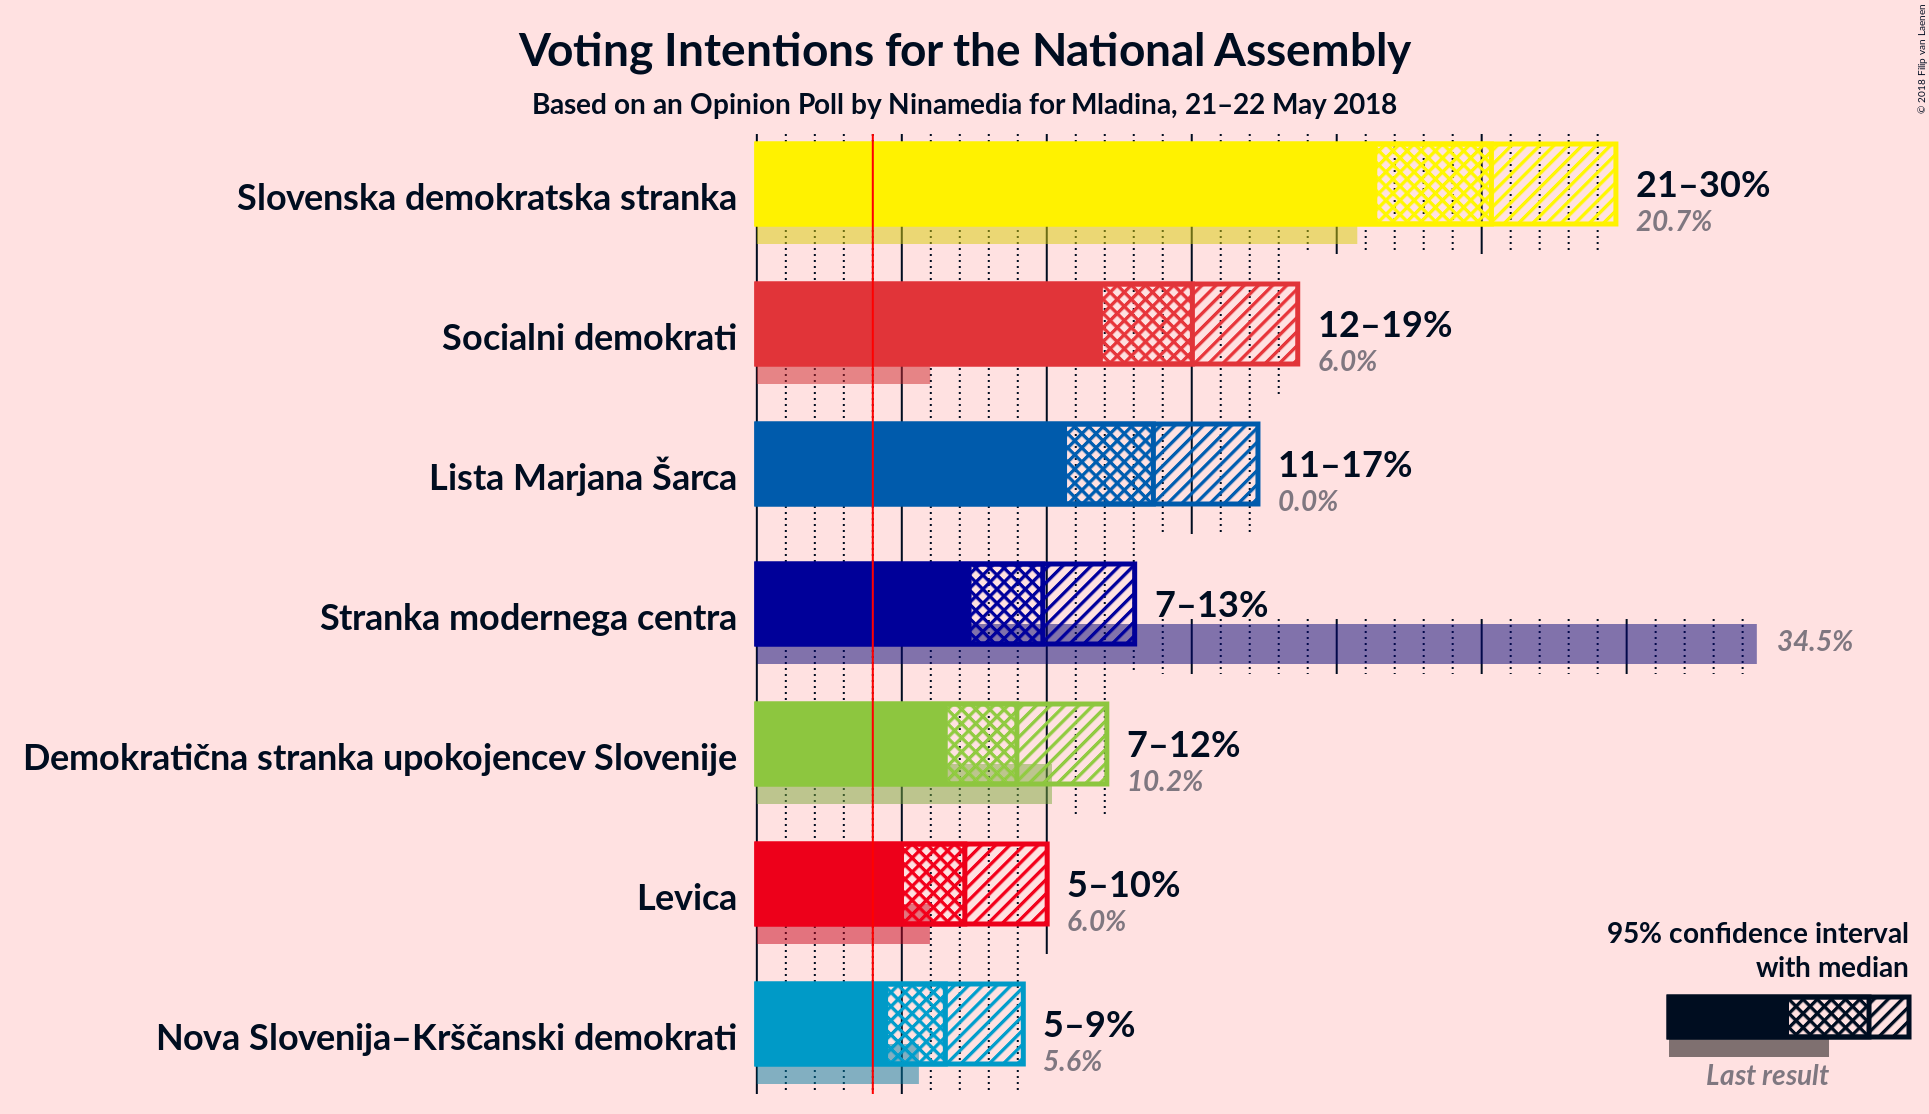 Voting Intentions for the National Assembly
Based on an Opinion Poll by Ninamedia for Mladina, 21–22 May 2018
© 2018 Filip van Laenen
Slovenska demokratska stranka
21–30%
20.7%
Socialni demokrati
12–19%
6.0%
Lista Marjana Šarca
11–17%
0.0%
Stranka modernega centra
7–13%
34.5%
Demokratična stranka upokojencev Slovenije
7–12%
10.2%
Levica
5–10%
6.0%
Nova Slovenija–Krščanski demokrati
5–9%
5.6%
95% confidence interval
with median
Last result